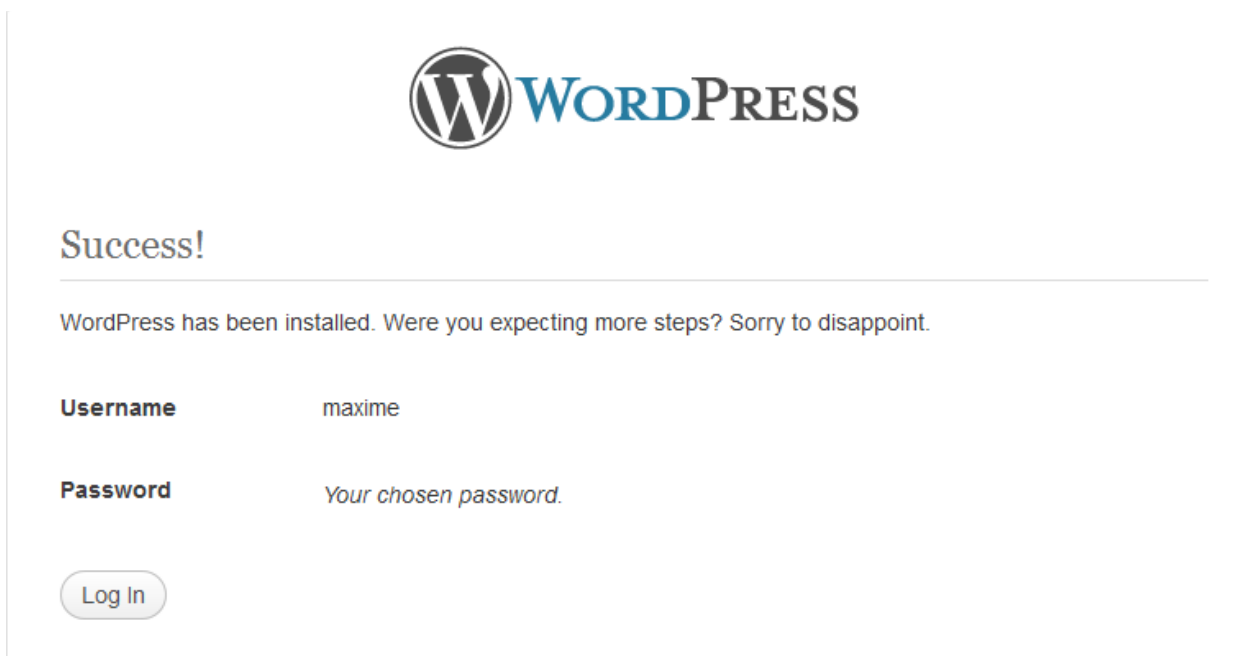 WORDPRESS
Success!
WordPress has been installed. Were you expecting more steps? Sorry to disappoint.
Username maxime
Password Your chosen password.
Log In